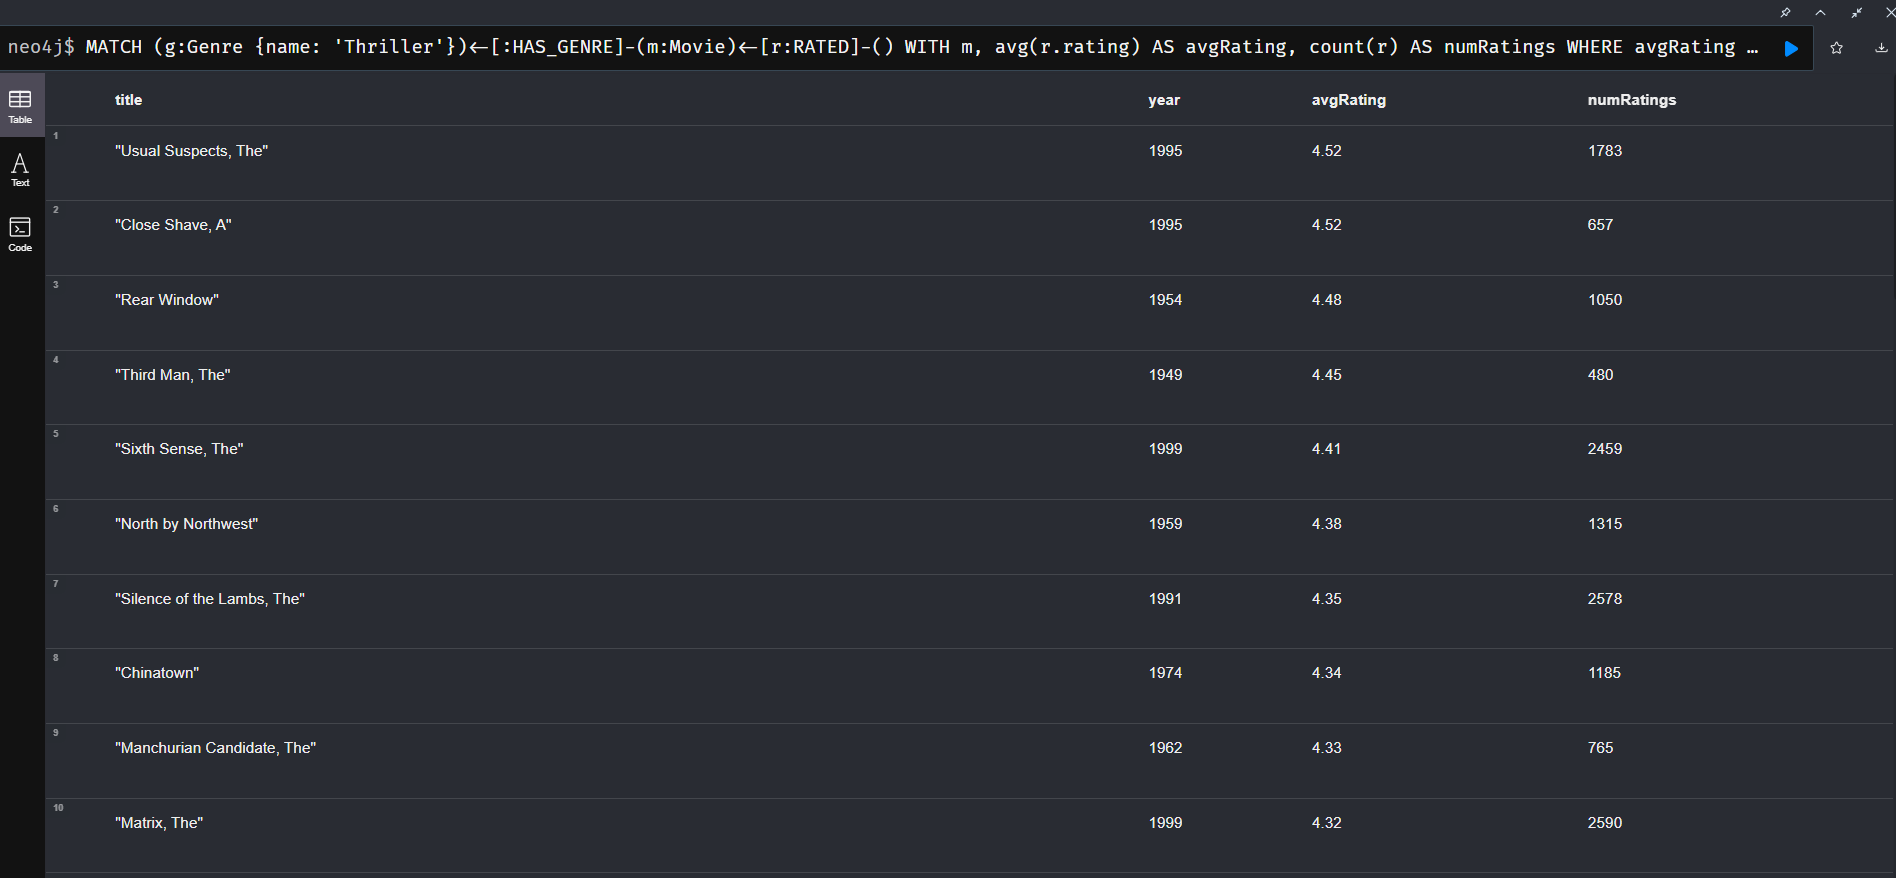 neo4j$ MATCH (g:Genre {name: 'Thriller'})<-[:HAS_GENRE]-(m:Movie)<-[r:RATED]-() WITH m, avg(r.rating) AS avgRating, count(r) AS numRatings WHERE avgRating …
Table
Text
Code
title year avgRating numRatings
1 "Usual Suspects, The" 1995 4.52 1783
2 "Close Shave, A" 1995 4.52 657
3 "Rear Window" 1954 4.48 1050
4 "Third Man, The" 1949 4.45 480
5 "Sixth Sense, The" 1999 4.41 2459
6 "North by Northwest" 1959 4.38 1315
7 "Silence of the Lambs, The" 1991 4.35 2578
8 "Chinatown" 1974 4.34 1185
9 "Manchurian Candidate, The" 1962 4.33 765
10 "Matrix, The" 1999 4.32 2590